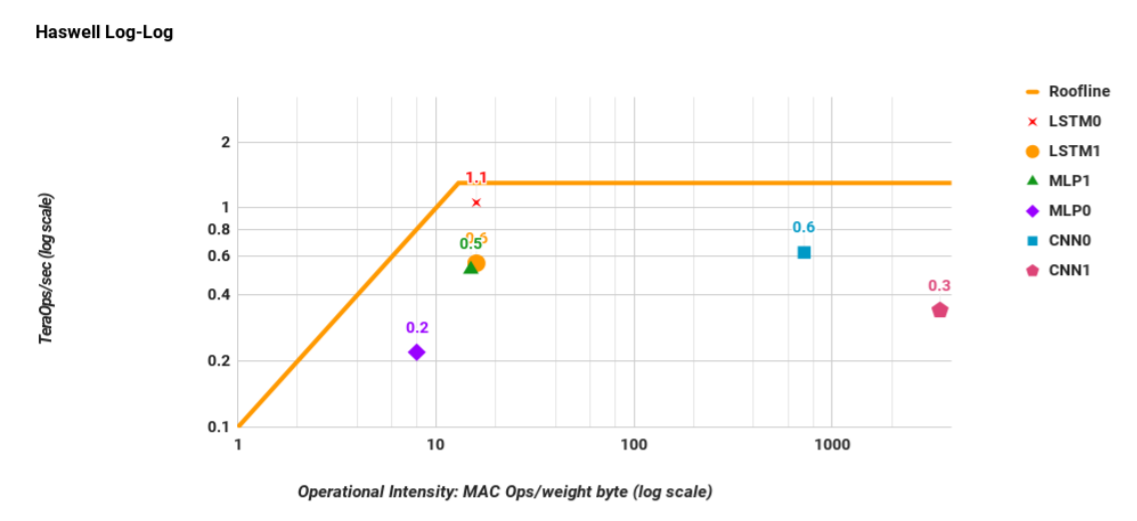 Haswell Log-Log
Roofline
LSTM0
LSTM1
MLP1
MLP0
CNN0
CNN1
TeraOps/sec (log scale)
2
1
0.8
0.6
0.4
0.2
0.1
1.1
0.6
0.5
0.2
0.6
0.3
1
10
100
1000
Operational Intensity: MAC Ops/weight byte (log scale)